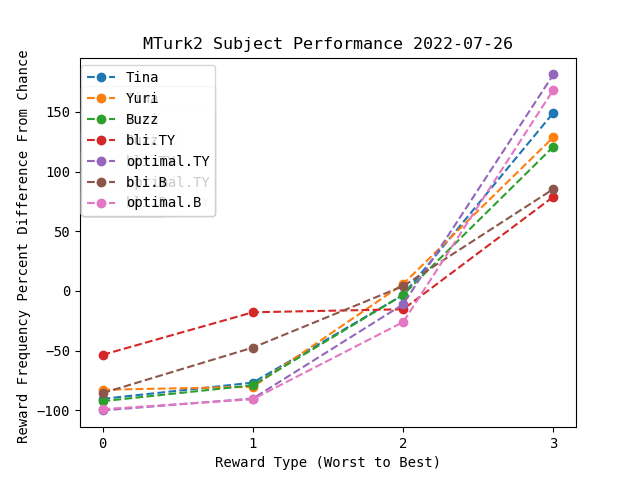 MTurk2 Subject Performance 2022-07-26
Reward Frequency Percent Difference From Chance
150
100
50
0
−50
−100
Tina
Yuri
Buzz
bli.TY
optimal.TY
bli.B
optimal.B
0
1
2
3
Reward Type (Worst to Best)